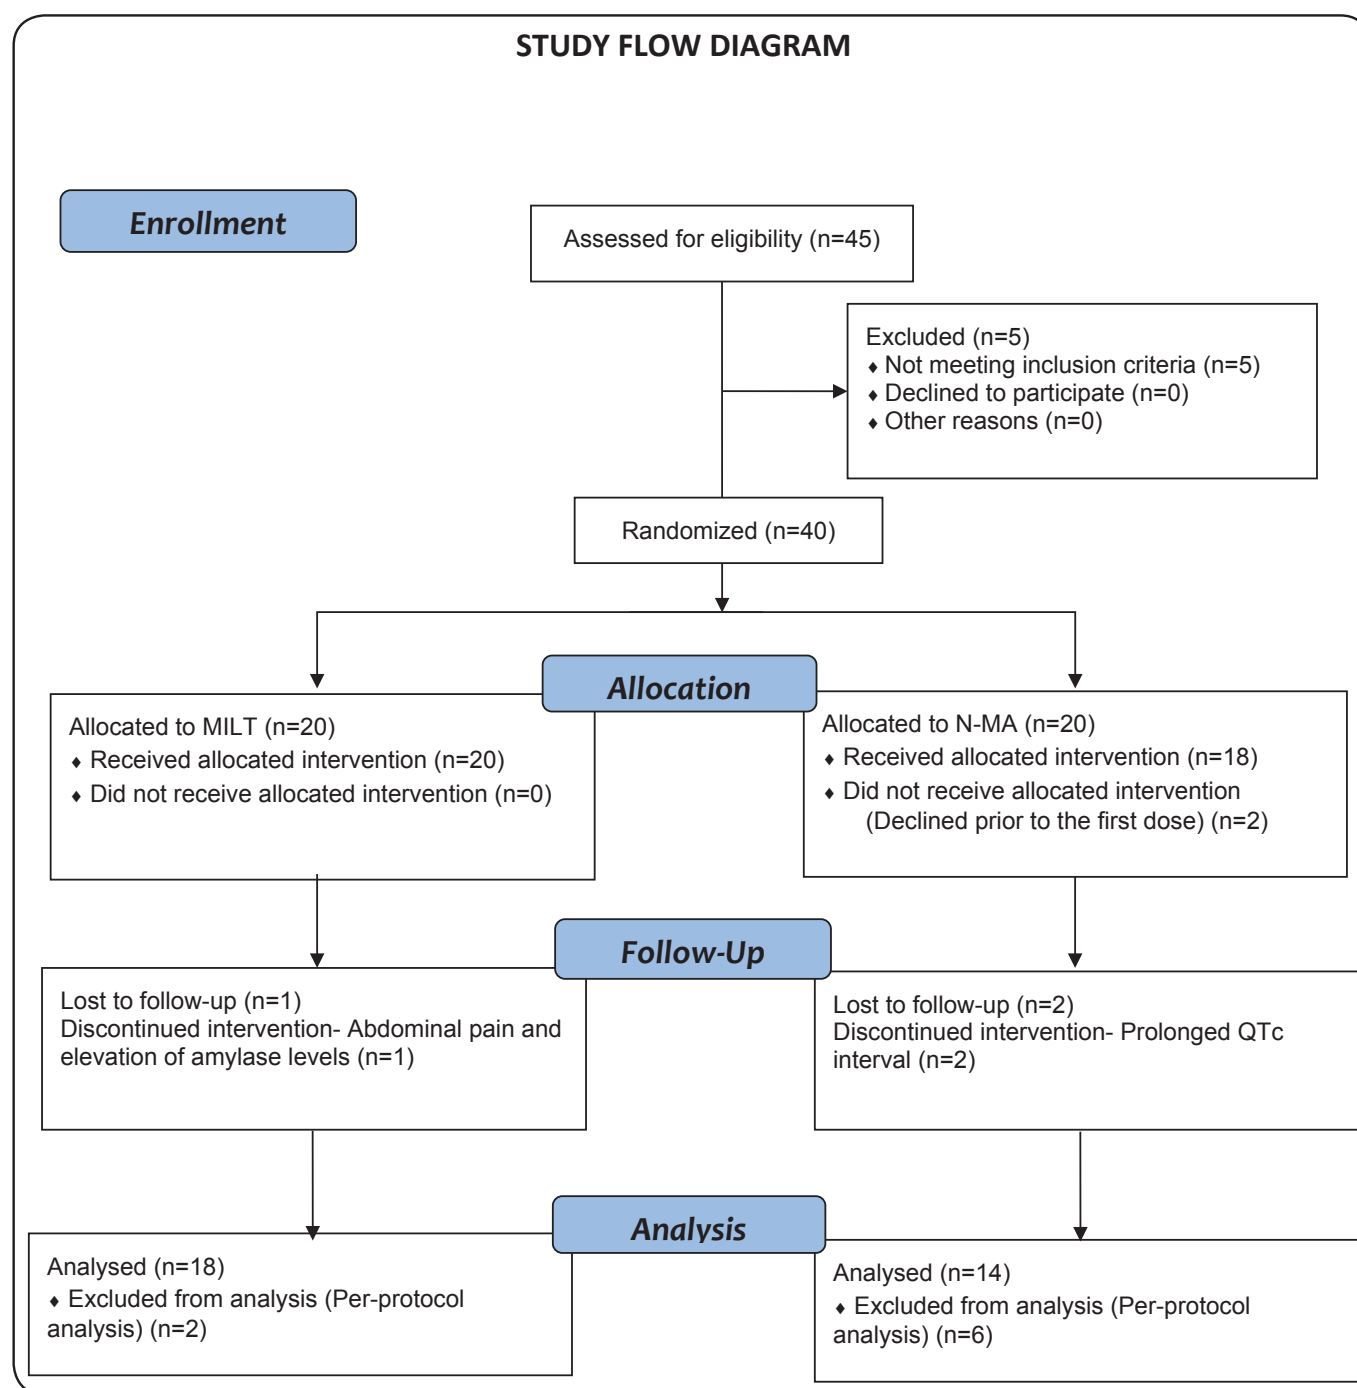 STUDY FLOW DIAGRAM
Enrollment
Assessed for eligibility (n=45)
Excluded (n=5)
♦ Not meeting inclusion criteria (n=5)
♦ Declined to participate (n=0)
♦ Other reasons (n=0)
Randomized (n=40)
Allocation
Allocated to MILT (n=20)
♦ Received allocated intervention (n=20)
♦ Did not receive allocated intervention (n=0)
Allocated to N-MA (n=20)
♦ Received allocated intervention (n=18)
♦ Did not receive allocated intervention
(Declined prior to the first dose) (n=2)
Follow-Up
Lost to follow-up (n=1)
Discontinued intervention- Abdominal pain and
elevation of amylase levels (n=1)
Lost to follow-up (n=2)
Discontinued intervention- Prolonged QTc
interval (n=2)
Analysis
Analysed (n=18)
♦ Excluded from analysis (Per-protocol
analysis) (n=2)
Analysed (n=14)
♦ Excluded from analysis (Per-protocol
analysis) (n=6)